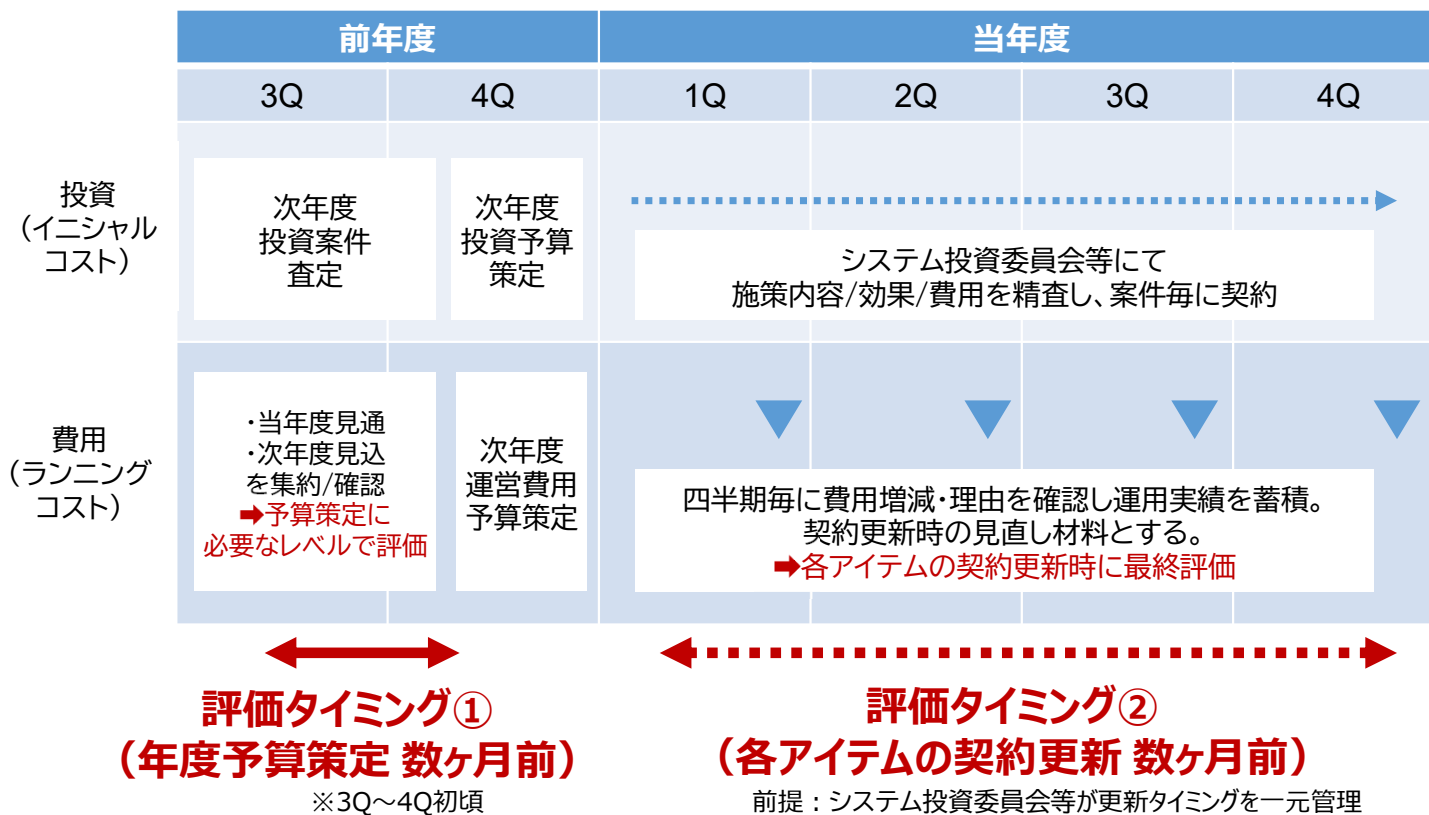 前年度
当年度
3Q
4Q
1Q
2Q
3Q
4Q
投資
（イニシャル
コスト）
次年度
投資案件
査定
次年度
投資予算
策定
システム投資委員会等にて
施策内容/効果/費用を精査し、案件毎に契約
費用
（ランニング
コスト）
・当年度見通
・次年度見込
を集約/確認
➡予算策定に
必要なレベルで評価
次年度
運営費用
予算策定
四半期毎に費用増減・理由を確認し運用実績を蓄積。
契約更新時の見直し材料とする。
➡各アイテムの契約更新時に最終評価
評価タイミング①
（年度予算策定 数ヶ月前）
※3Q～4Q初頃
評価タイミング②
（各アイテムの契約更新 数ヶ月前）
前提：システム投資委員会等が更新タイミングを一元管理